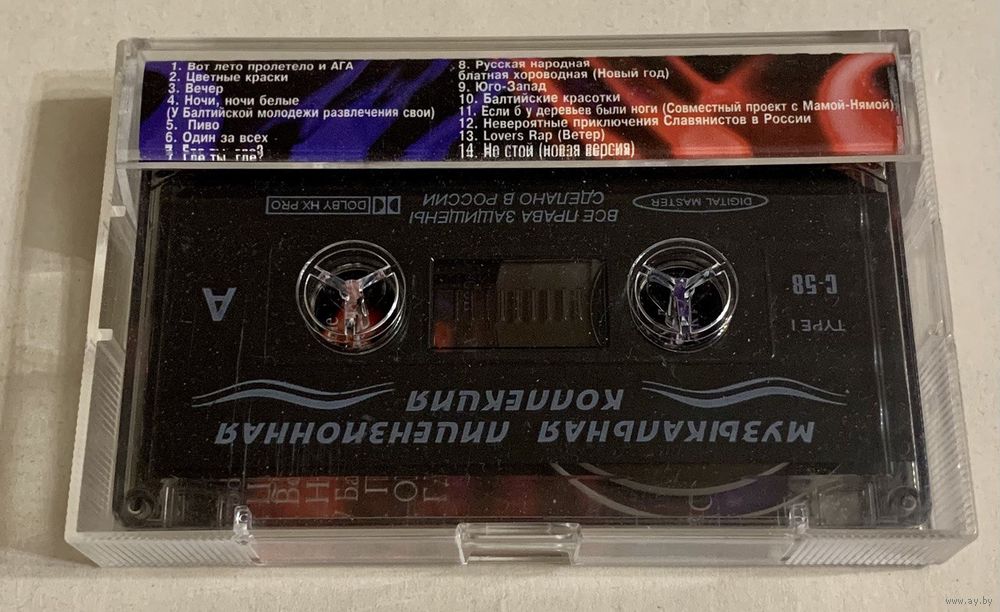 1. Вот лето пролетело и АГА
2. Цветные краски
3. Вечер
4. Ночи, ночи белые
(У Балтийской молодежи развлечения свои)
5. Пиво
6. Один за всех
7. Где ты, где?
8. Русская народная
блатная хороводная (Новый год)
9. Юго-Запад
10. Балтийские красотки
11. Если б у деревьев были ноги (Совместный проект с Мамой-Нямой)
12. Невероятные приключения Славянистов в России
13. Lovers Rap (Ветер)
14. Не стой (новая версия)
МУЗЫКАЛЬНАЯ ЛИЦЕНЗИОННАЯ
КОЛЛЕКЦИЯ
TYPE I
C-58
A
DIGITAL MASTER
ВСЕ ПРАВА ЗАЩИЩЕНЫ
СДЕЛАНО В РОССИИ
DOLBY HX PRO
www.ay.by